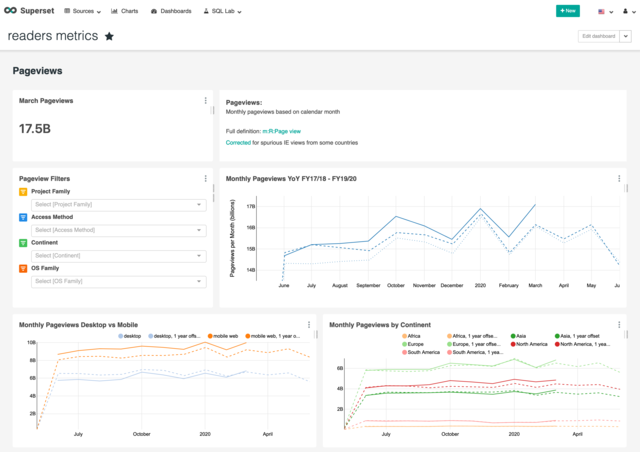 Superset Sources Charts Dashboards SQL Lab + New
readers metrics ★ Edit dashboard
Pageviews
March Pageviews
17.5B
Pageviews:
Monthly pageviews based on calendar month
Full definition: m:R:Page view
Corrected for spurious IE views from some countries
Pageview Filters
Project Family
Select [Project Family]
Access Method
Select [Access Method]
Continent
Select [Continent]
OS Family
Select [OS Family]
Monthly Pageviews YoY FY17/18 - FY19/20
Pageviews per Month (billions)
17B
16B
15B
14B
June July August September October November December 2020 February March April May Ju
Monthly Pageviews Desktop vs Mobile
desktop desktop, 1 year offse... mobile web mobile web, 1 year o...
10B
8B
6B
4B
2B
July October 2020 April
Monthly Pageviews by Continent
Africa Africa, 1 year offse... Asia Asia, 1 year offset
Europe Europe, 1 year offse... North America North America, 1 yea...
South America South America, 1 yea...
6B
4B
2B
July October 2020 April